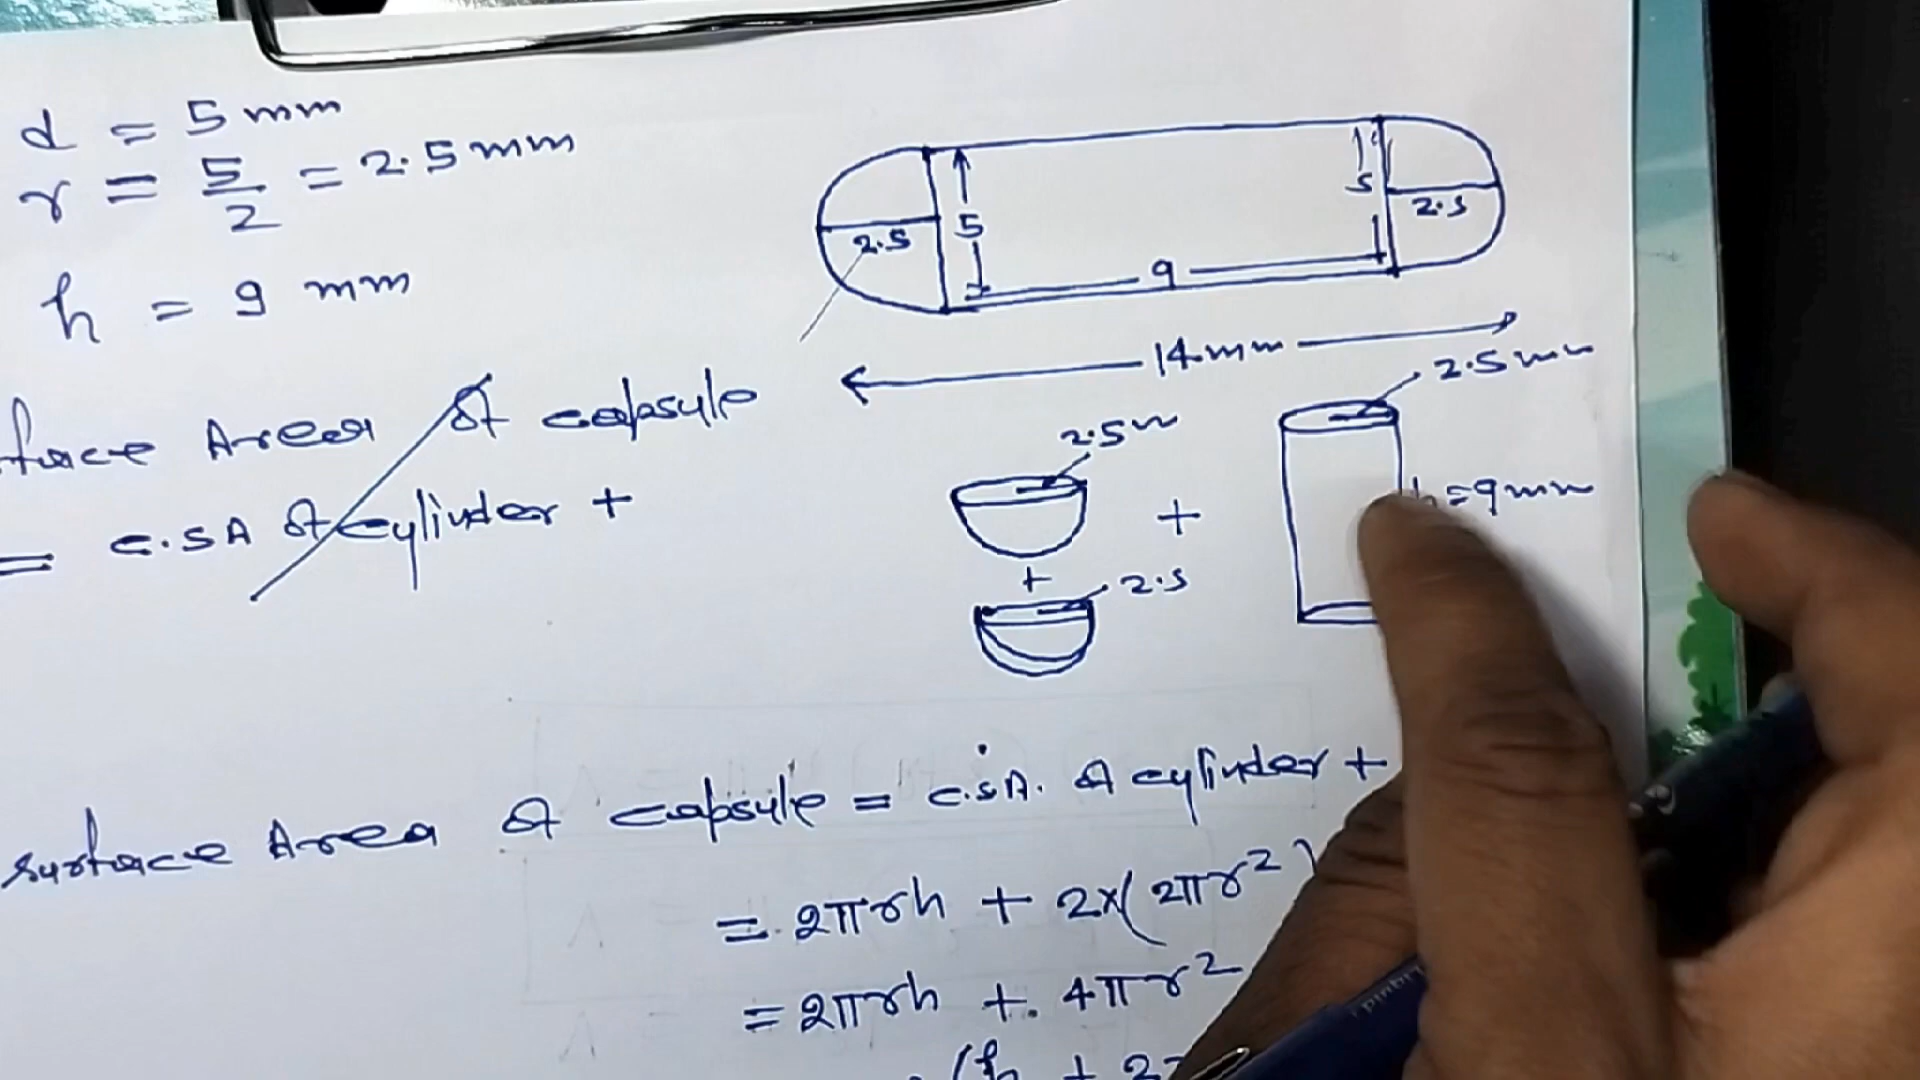 d = 5 mm
r = 5/2 = 2.5 mm
h = 9 mm
2.5
5
9
5
2.5
14 mm
Area of capsule
= C.S.A of cylinder +
2.5
+
2.5
+
2.5 mm
h = 9 mm
surface Area of capsule = C.S.A. of cylinder +
= 2πrh + 2×(2πr²)
= 2πrh + 4πr²
(h + 2
Liquid